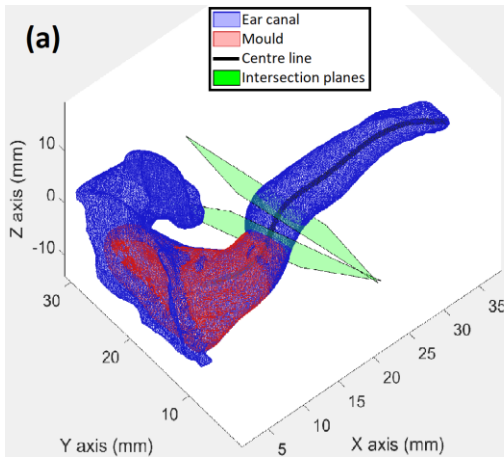 (a)
Ear canal
Mould
Centre line
Intersection planes
Z axis (mm)
10
0
-10
30
20
10
Y axis (mm)
5
10
15
20
25
30
35
X axis (mm)